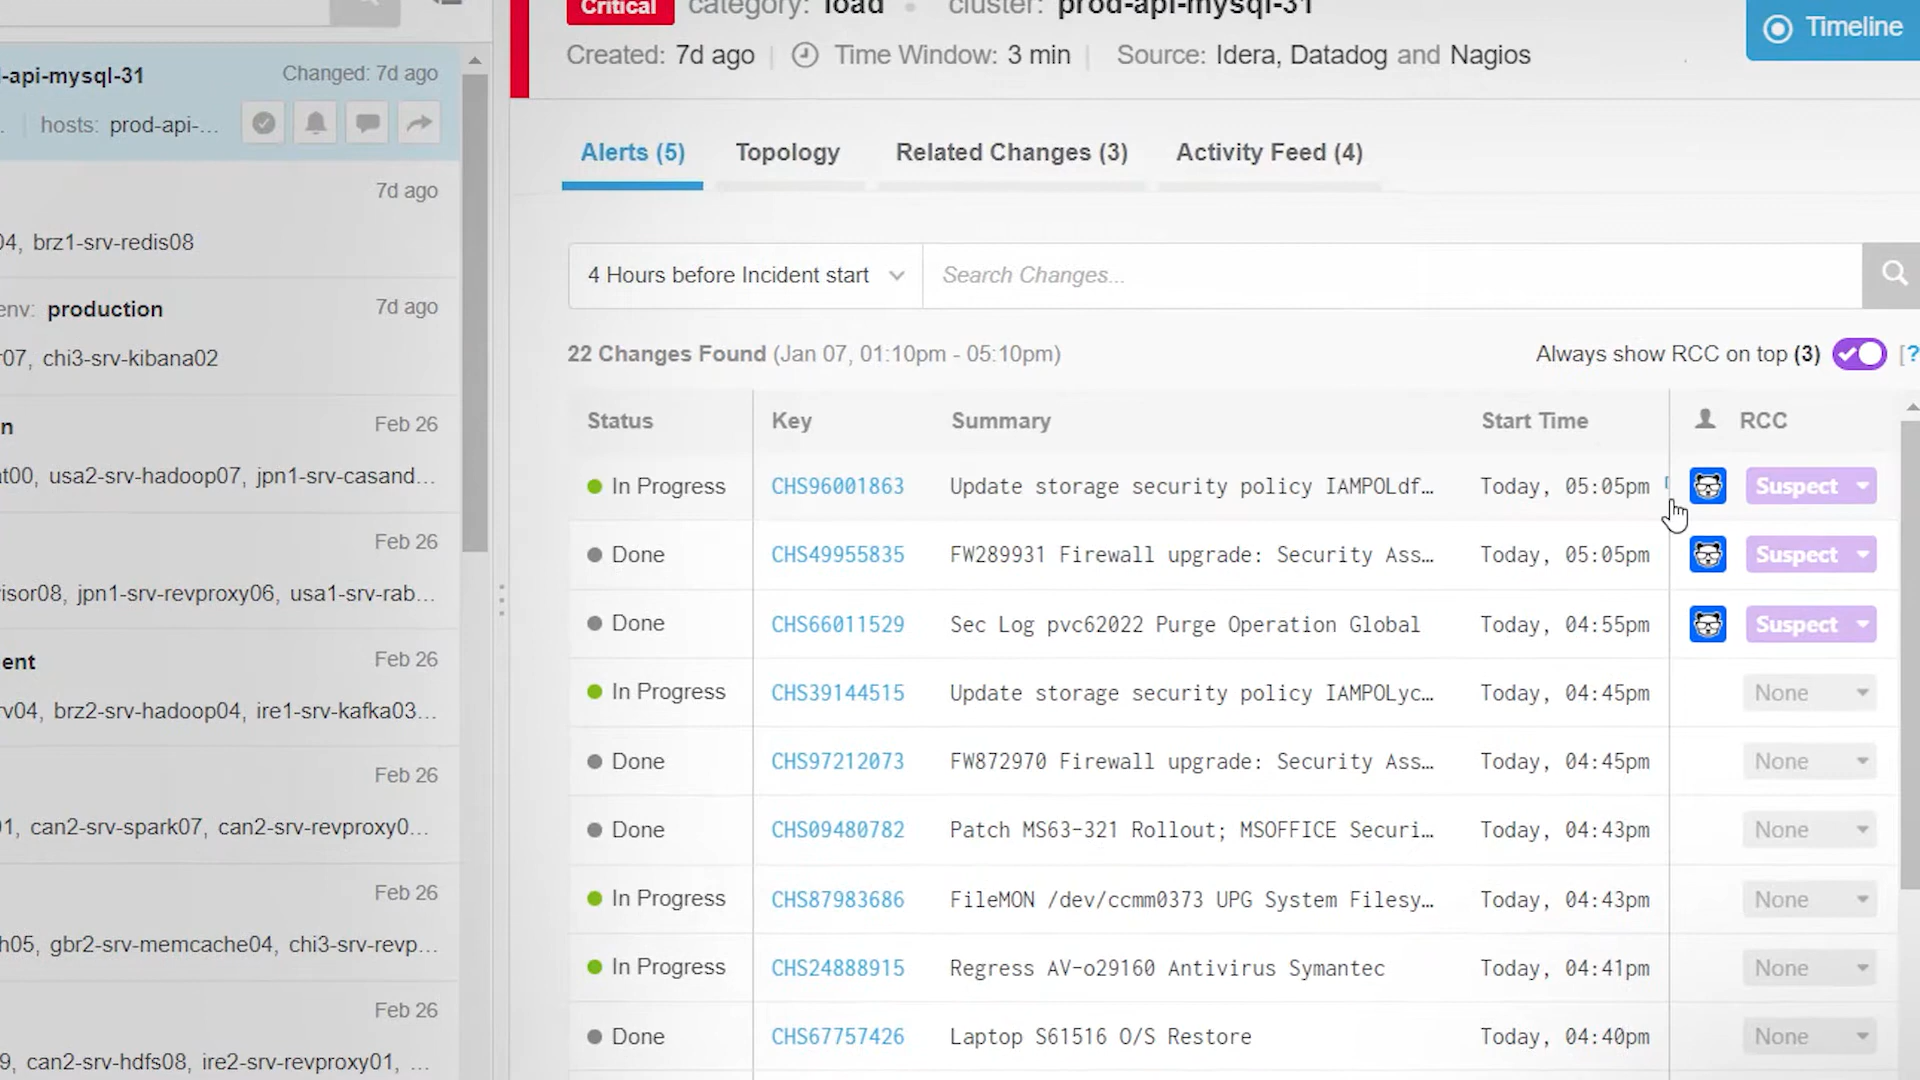 Critical category: load cluster: prod-api-mysql-31
Created: 7d ago Time Window: 3 min Source: Idera, Datadog and Nagios
Timeline
-api-mysql-31 Changed: 7d ago
hosts: prod-api-...
7d ago
04, brz1-srv-redis08
env: production 7d ago
r07, chi3-srv-kibana02
n Feb 26
at00, usa2-srv-hadoop07, jpn1-srv-casand...
Feb 26
isor08, jpn1-srv-revproxy06, usa1-srv-rab...
ent Feb 26
rv04, brz2-srv-hadoop04, ire1-srv-kafka03...
Feb 26
01, can2-srv-spark07, can2-srv-revproxy0...
Feb 26
h05, gbr2-srv-memcache04, chi3-srv-revp...
Feb 26
9, can2-srv-hdfs08, ire2-srv-revproxy01, ...
Alerts (5) Topology Related Changes (3) Activity Feed (4)
4 Hours before Incident start Search Changes...
22 Changes Found (Jan 07, 01:10pm - 05:10pm) Always show RCC on top (3) [?
Status Key Summary Start Time RCC
In Progress CHS96001863 Update storage security policy IAMPOLdf... Today, 05:05pm Suspect
Done CHS49955835 FW289931 Firewall upgrade: Security Ass... Today, 05:05pm Suspect
Done CHS66011529 Sec Log pvc62022 Purge Operation Global Today, 04:55pm Suspect
In Progress CHS39144515 Update storage security policy IAMPOLyc... Today, 04:45pm None
Done CHS97212073 FW872970 Firewall upgrade: Security Ass... Today, 04:45pm None
Done CHS09480782 Patch MS63-321 Rollout; MSOFFICE Securi... Today, 04:43pm None
In Progress CHS87983686 FileMON /dev/ccmm0373 UPG System Filesy... Today, 04:43pm None
In Progress CHS24888915 Regress AV-o29160 Antivirus Symantec Today, 04:41pm None
Done CHS67757426 Laptop S61516 O/S Restore Today, 04:40pm None